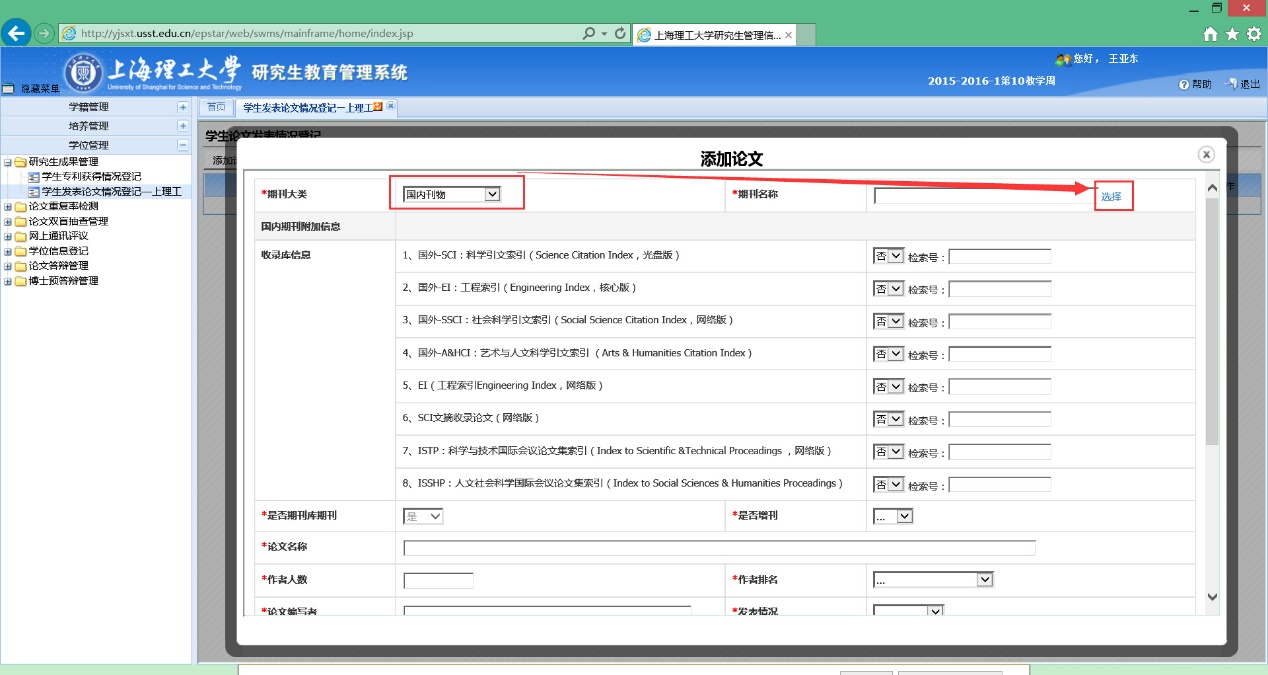 http://yjsxt.usst.edu.cn/epstar/web/swms/mainframe/home/index.jsp
上海理工大学研究生管理信...
上海理工大学 研究生教育管理系统
University of Shanghai for Science and Technology
您好， 王亚东
2015-2016-1第10教学周
帮助 退出
隐藏菜单
学籍管理
培养管理
学位管理
研究生成果管理
学生专利获得情况登记
学生发表论文情况登记—上理工
论文重复率检测
论文双盲抽查管理
网上通讯评议
学位信息登记
论文答辩管理
博士预答辩管理
首页 学生发表论文情况登记—上理工
学生论文发表情况登记
添加
添加论文
*期刊大类 国内刊物 *期刊名称 选择
国内期刊附加信息
收录库信息
1、国外-SCI：科学引文索引（Science Citation Index，光盘版） 否 检索号：
2、国外-EI：工程索引（Engineering Index，核心版） 否 检索号：
3、国外-SSCI：社会科学引文索引（Social Science Citation Index，网络版） 否 检索号：
4、国外-A&HCI：艺术与人文科学引文索引 （Arts & Humanities Citation Index） 否 检索号：
5、EI（工程索引Engineering Index，网络版） 否 检索号：
6、SCI文摘收录论文（网络版） 否 检索号：
7、ISTP：科学与技术国际会议论文集索引（Index to Scientific &Technical Proceadings ，网络版） 否 检索号：
8、ISSHP：人文社会科学国际会议论文集索引（Index to Social Sciences & Humanities Proceadings） 否 检索号：
*是否期刊库期刊 是 *是否增刊 ...
*论文名称
*作者人数 *作者排名 ...
*论文编写者 *发表情况